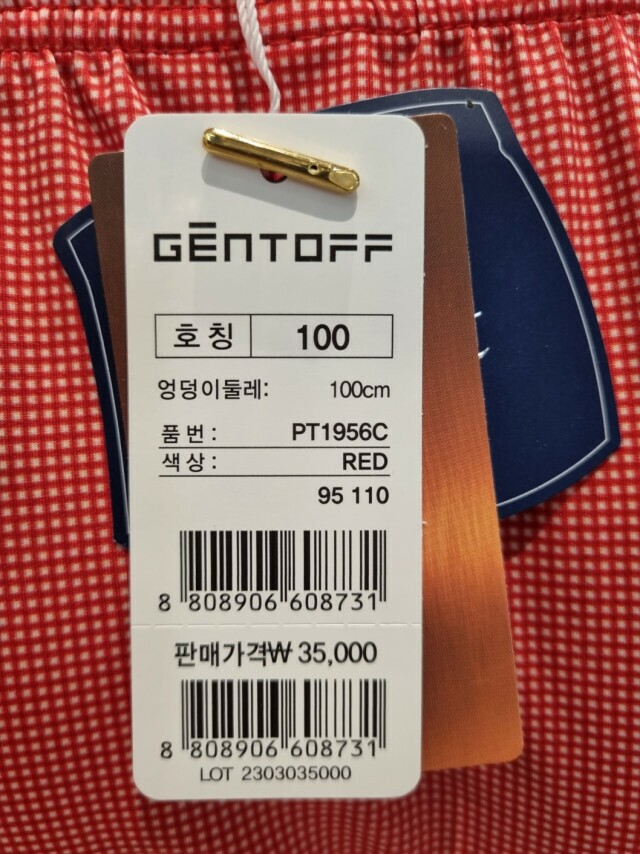 GĒNTOFF
호칭 100
엉덩이둘레: 100cm
품번: PT1956C
색상: RED
95 110
8 808906 608731
판매가격₩ 35,000
8 808906 608731
LOT 2303035000